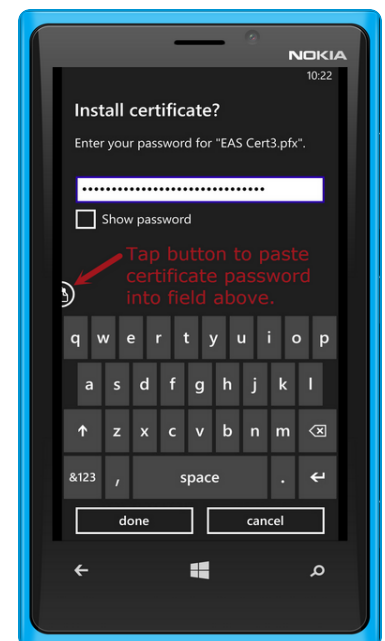 NOKIA
10:22
Install certificate?
Enter your password for "EAS Cert3.pfx".
••••••••••••••••••••••••••••••••
Show password
Tap button to paste
certificate password
into field above.
q w e r t y u i o p
a s d f g h j k l
z x c v b n m
&123 , space .
done cancel